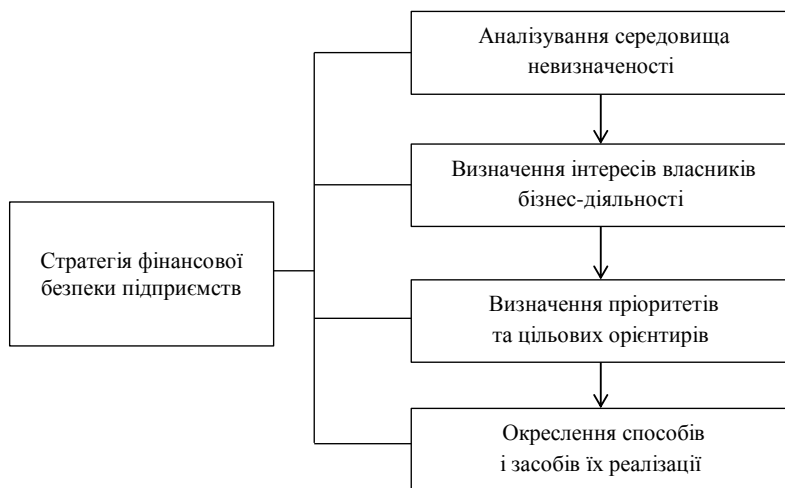 Аналізування середовища
невизначеності
Визначення інтересів власників
бізнес-діяльності
Стратегія фінансової
безпеки підприємств
Визначення пріоритетів
та цільових орієнтирів
Окреслення способів
і засобів їх реалізації